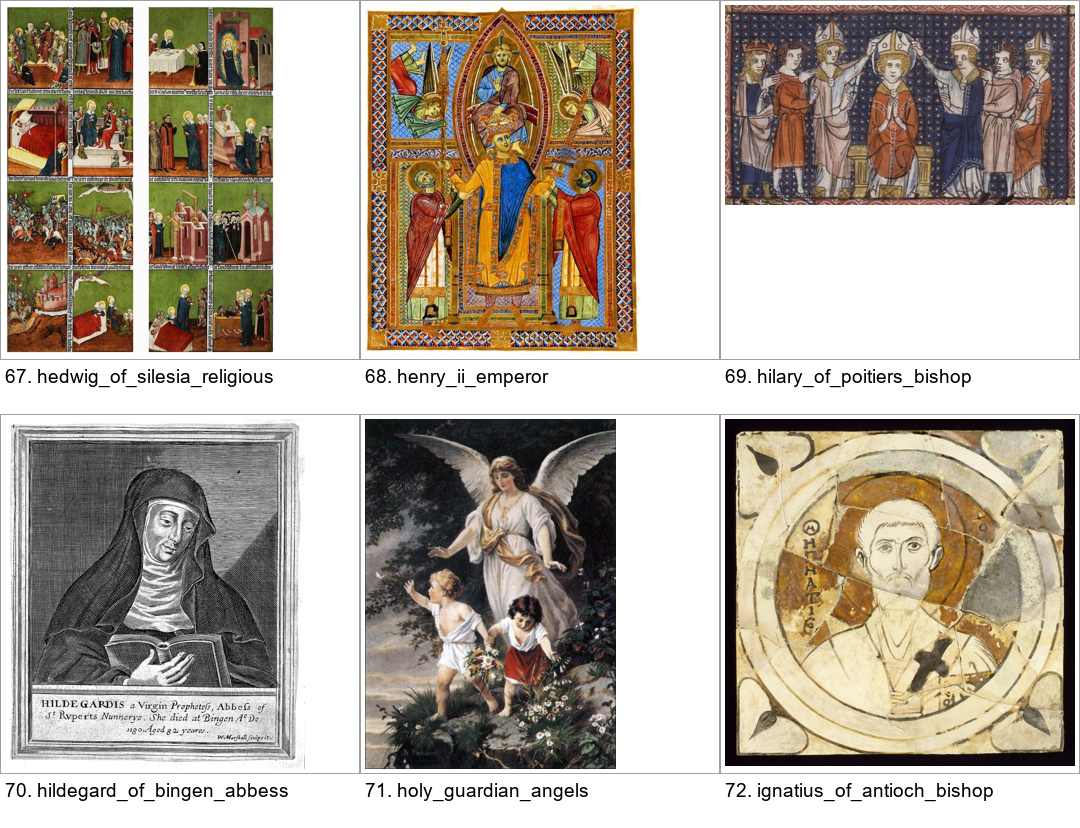 67. hedwig_of_silesia_religious
68. henry_ii_emperor
69. hilary_of_poitiers_bishop
HILDEGARDIS a Virgin Prophetess, Abbess of
St. Ruperts Nunnerye. She died at Bingen Ao. Do:
1180. Aged 82 yeares.
W. Marshall sculpsit.
70. hildegard_of_bingen_abbess
71. holy_guardian_angels
72. ignatius_of_antioch_bishop